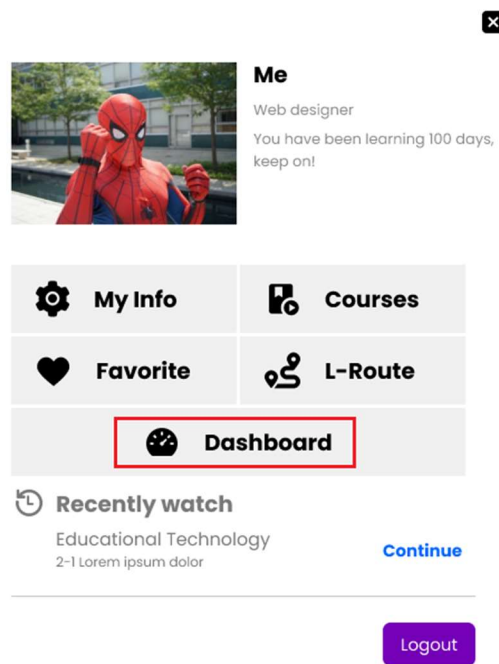 Me
Web designer
You have been learning 100 days,
keep on!
My Info
Courses
Favorite
L-Route
Dashboard
Recently watch
Educational Technology
2-1 Lorem ipsum dolor
Continue
Logout